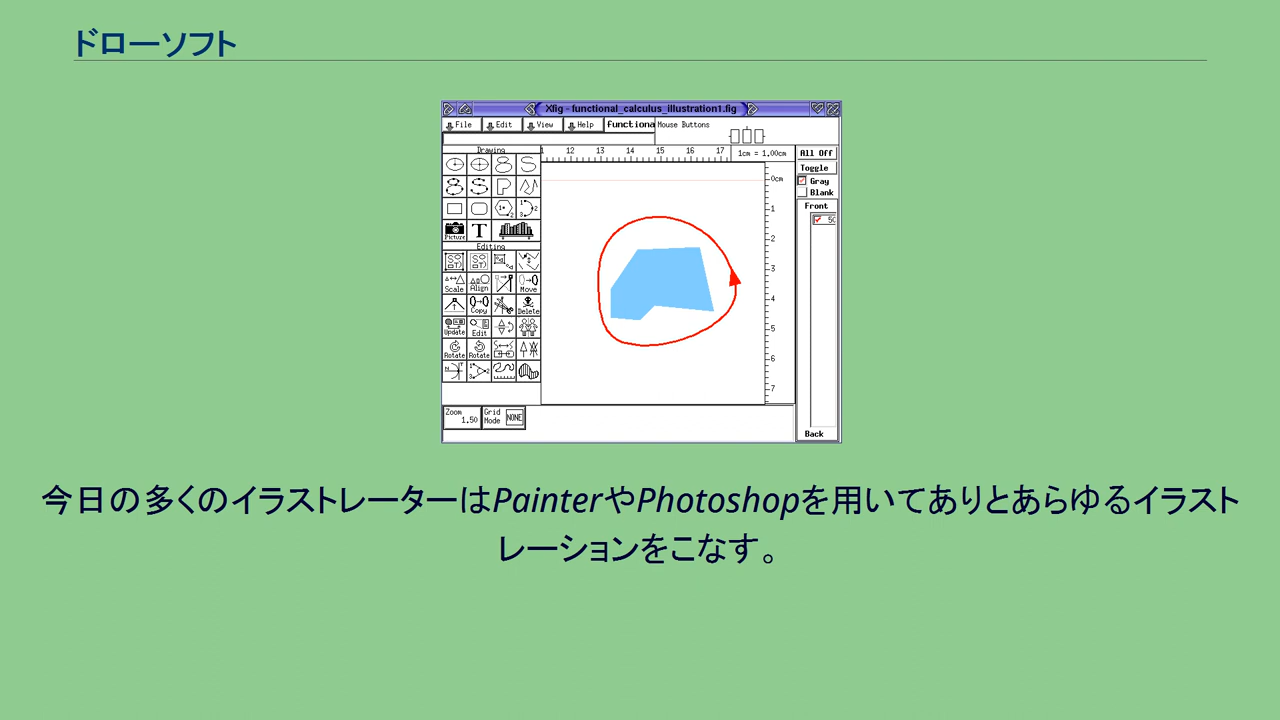 ドローソフト
Xfig - functional_calculus_illustration1.fig
File Edit View Help functiona Mouse Buttons
Drawing
12 13 14 15 16 17 1cm = 1.00cm
All Off
Toggle
Gray
Blank
Front
50
0cm
1
2
3
4
5
6
7
Picture T
Editing
Scale Align Move
Copy Delete
Update Edit
Rotate Rotate
Zoom 1.50
Grid Mode NONE
Back
今日の多くのイラストレーターはPainterやPhotoshopを用いてありとあらゆるイラスト
レーションをこなす。